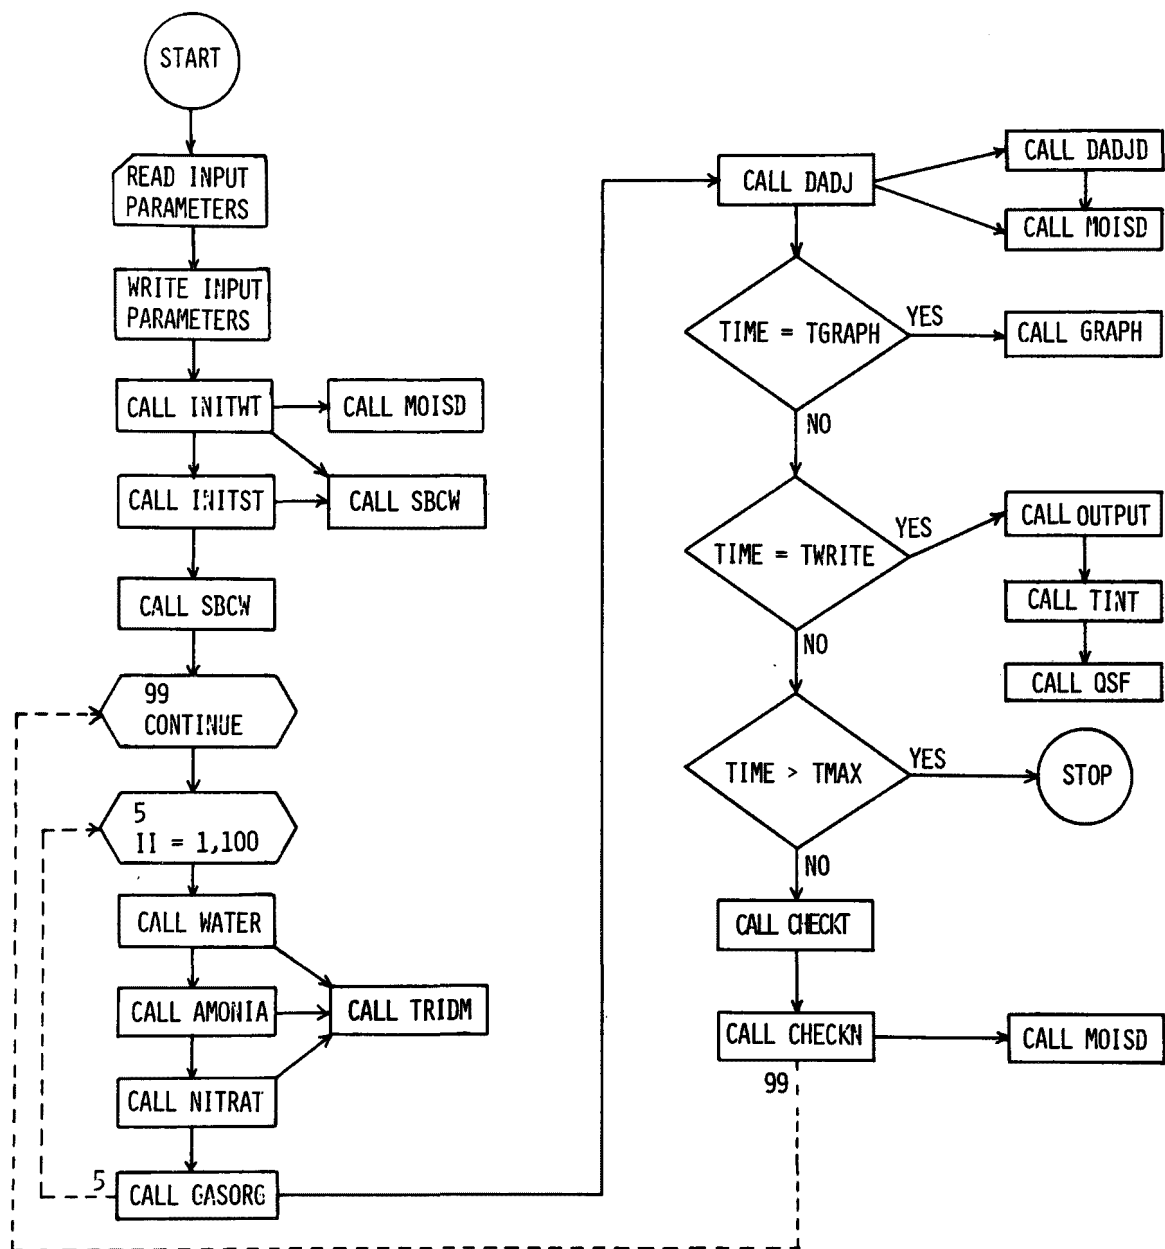 START
READ INPUT
PARAMETERS
WRITE INPUT
PARAMETERS
CALL INITWT
CALL MOISD
CALL INITST
CALL SBCW
CALL SBCW
99
CONTINUE
5
II = 1,100
CALL WATER
CALL AMONIA
CALL TRIDM
CALL NITRAT
5
CALL GASORG
CALL DADJ
CALL DADJD
CALL MOISD
TIME = TGRAPH
YES
CALL GRAPH
NO
TIME = TWRITE
YES
CALL OUTPUT
CALL TINT
CALL QSF
NO
TIME > TMAX
YES
STOP
NO
CALL CHECKT
CALL CHECKN
CALL MOISD
99